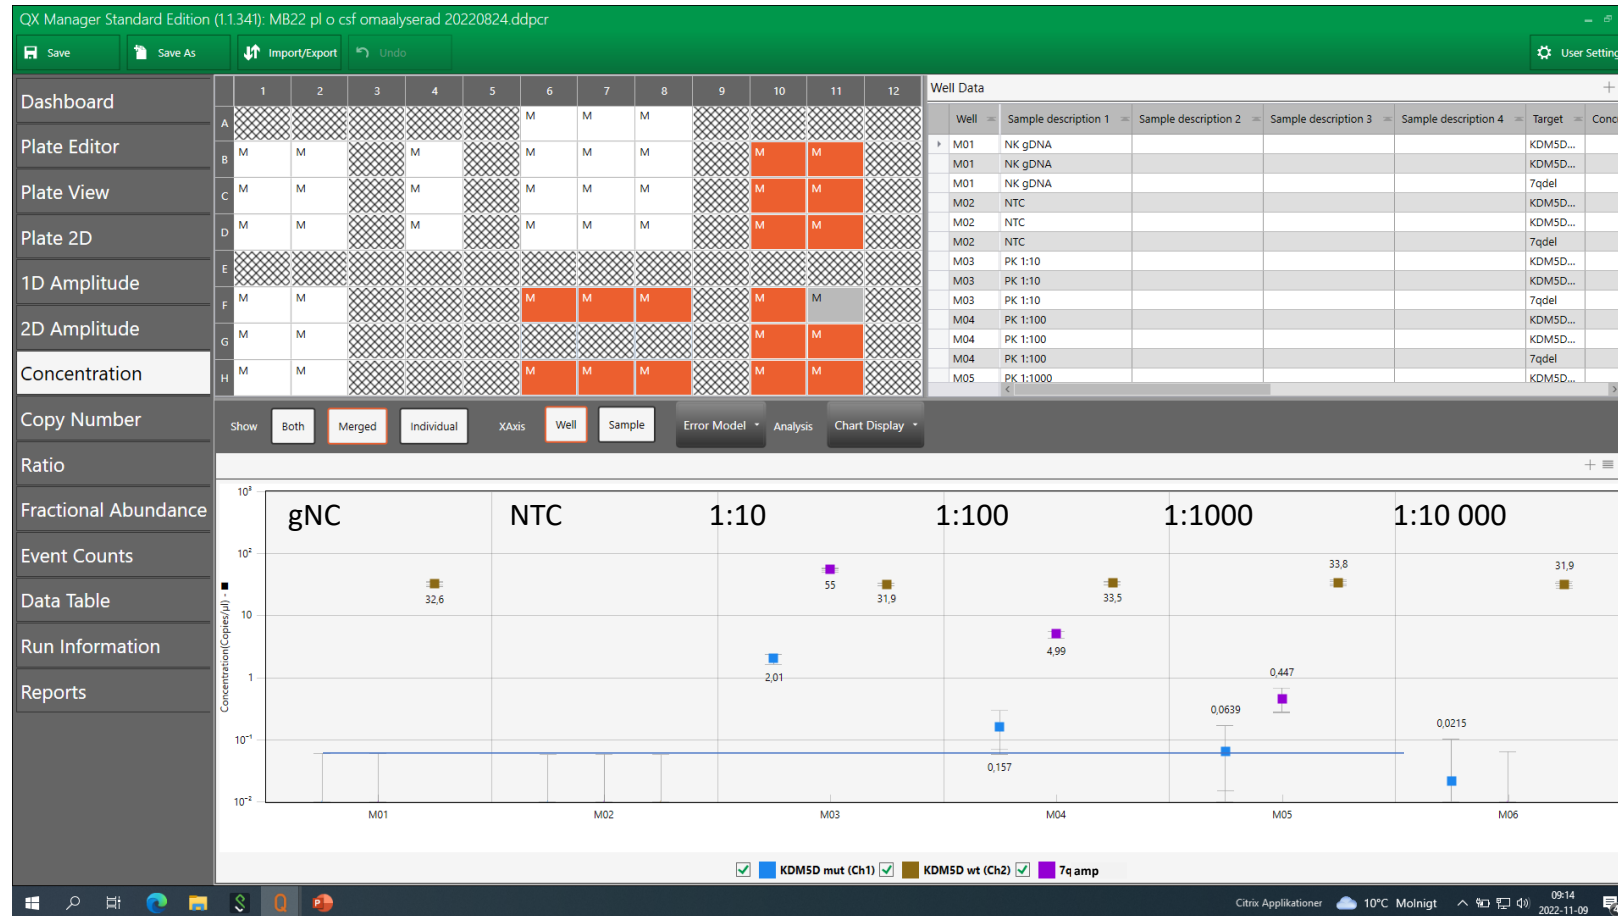 QX Manager Standard Edition (1.1.341): MB22 pl o csf omaalyserad 20220824.ddpcr
Save Save As Import/Export Undo User Setting
Dashboard
Plate Editor
Plate View
Plate 2D
1D Amplitude
2D Amplitude
Concentration
Copy Number
Ratio
Fractional Abundance
Event Counts
Data Table
Run Information
Reports
1 2 3 4 5 6 7 8 9 10 11 12
A M M M
B M M M M M M M M
C M M M M M M M
D M M M M M M M M
E
F M M M M M M M
G M M M M
H M M M M M M M
Well Data
Well Sample description 1 Sample description 2 Sample description 3 Sample description 4 Target Conc
M01 NK gDNA KDM5D...
M01 NK gDNA KDM5D...
M01 NK gDNA 7qdel
M02 NTC KDM5D...
M02 NTC KDM5D...
M02 NTC 7qdel
M03 PK 1:10 KDM5D...
M03 PK 1:10 KDM5D...
M03 PK 1:10 7qdel
M04 PK 1:100 KDM5D...
M04 PK 1:100 KDM5D...
M04 PK 1:100 7qdel
M05 PK 1:1000 KDM5D...
Show Both Merged Individual XAxis Well Sample Error Model Analysis Chart Display
gNC NTC 1:10 1:100 1:1000 1:10 000
Concentration(Copies/µl) - ■
10³
10²
10
1
10⁻¹
10⁻²
32,6
2,01
55
31,9
0,157
4,99
33,5
0,0639
0,447
33,8
0,0215
31,9
M01 M02 M03 M04 M05 M06
KDM5D mut (Ch1) KDM5D wt (Ch2) 7q amp
Citrix Applikationer 10°C Molnigt 09:14
2022-11-09